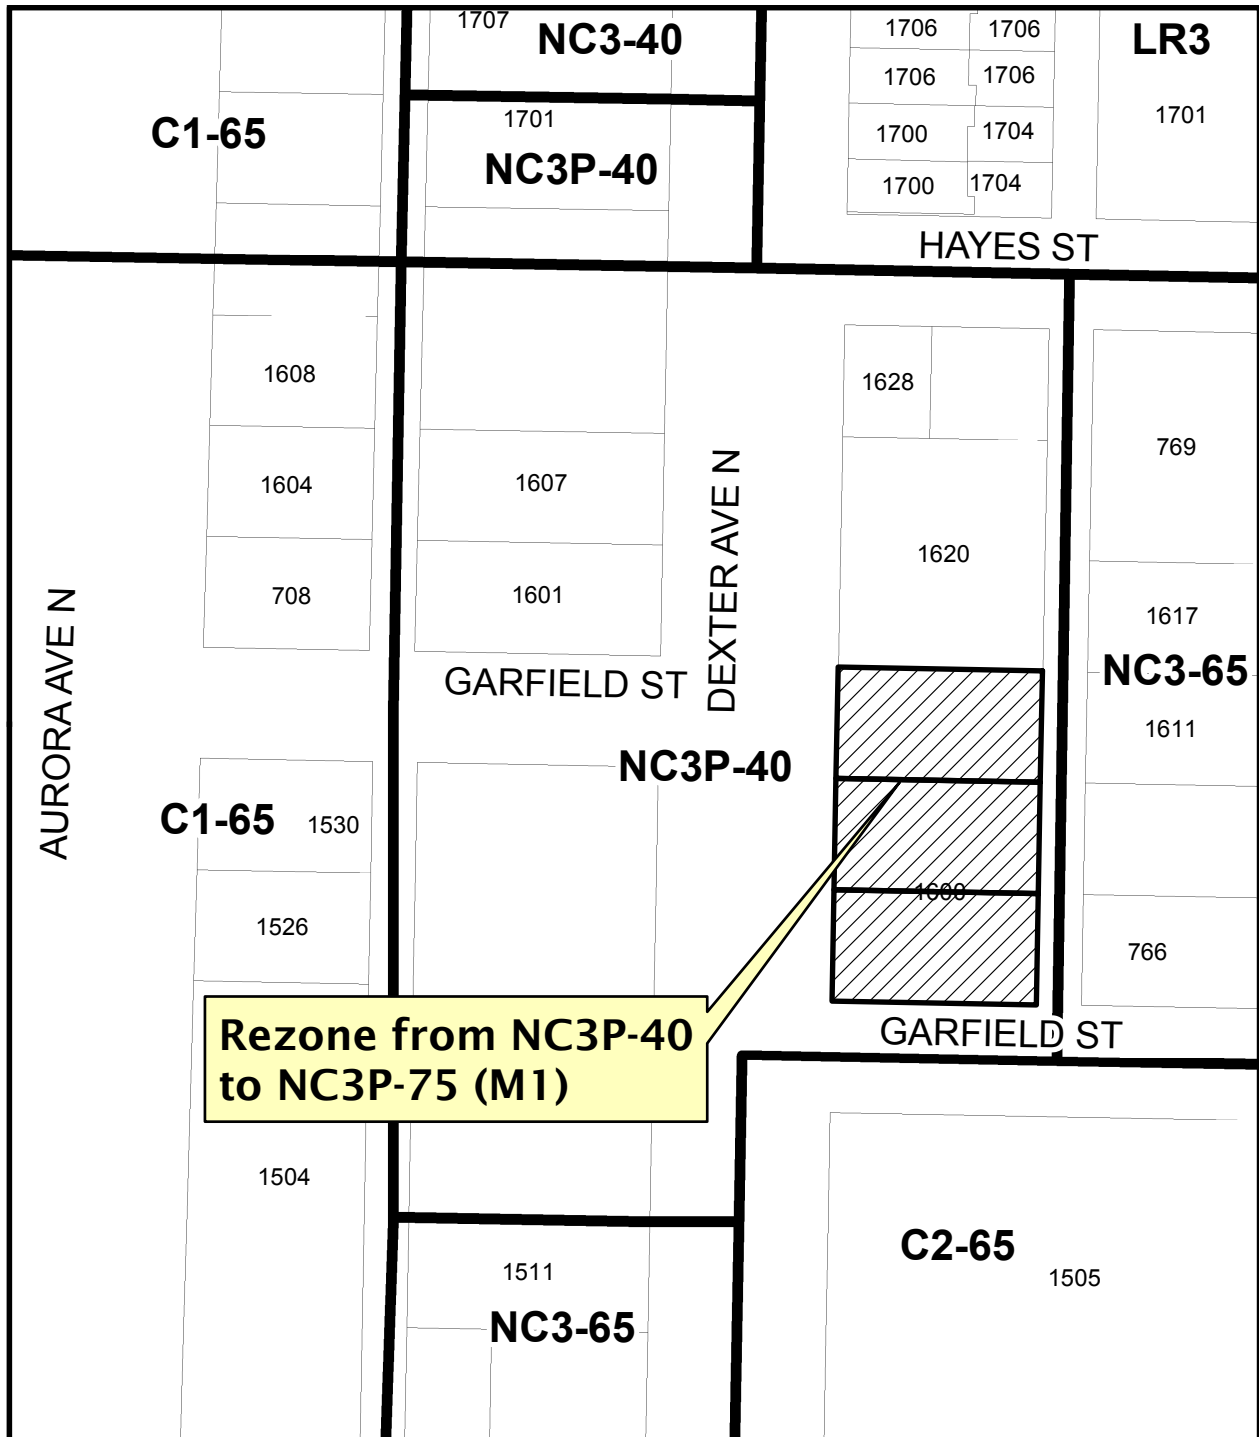 1707
NC3-40
1706
1706
LR3
1706
1706
1701
C1-65
1701
1700
1704
NC3P-40
1700
1704
HAYES ST
1608
1628
769
1604
1607
DEXTER AVE N
1620
708
1601
1617
AURORA AVE N
GARFIELD ST
NC3-65
1611
NC3P-40
C1-65
1530
1600
1526
766
Rezone from NC3P-40
to NC3P-75 (M1)
GARFIELD ST
1504
C2-65
1511
1505
NC3-65